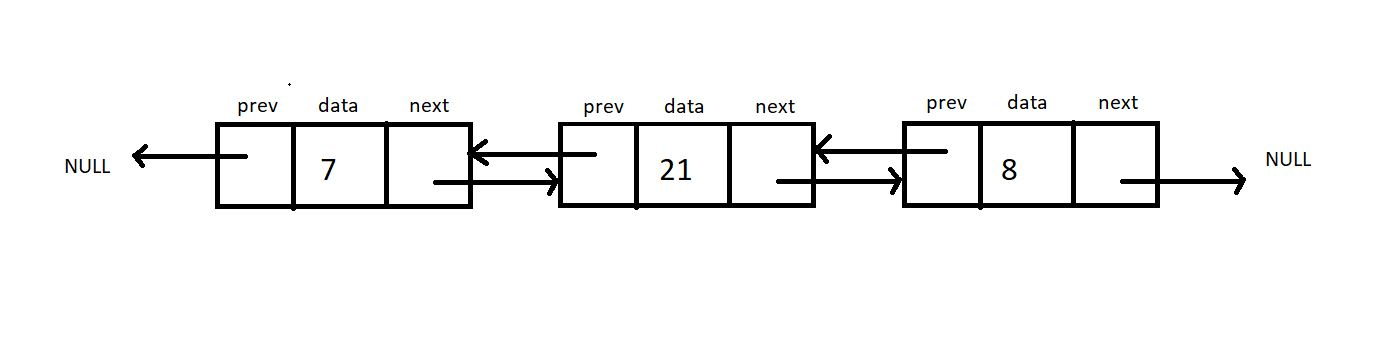 prev data next prev data next prev data next
NULL 7 21 8 NULL